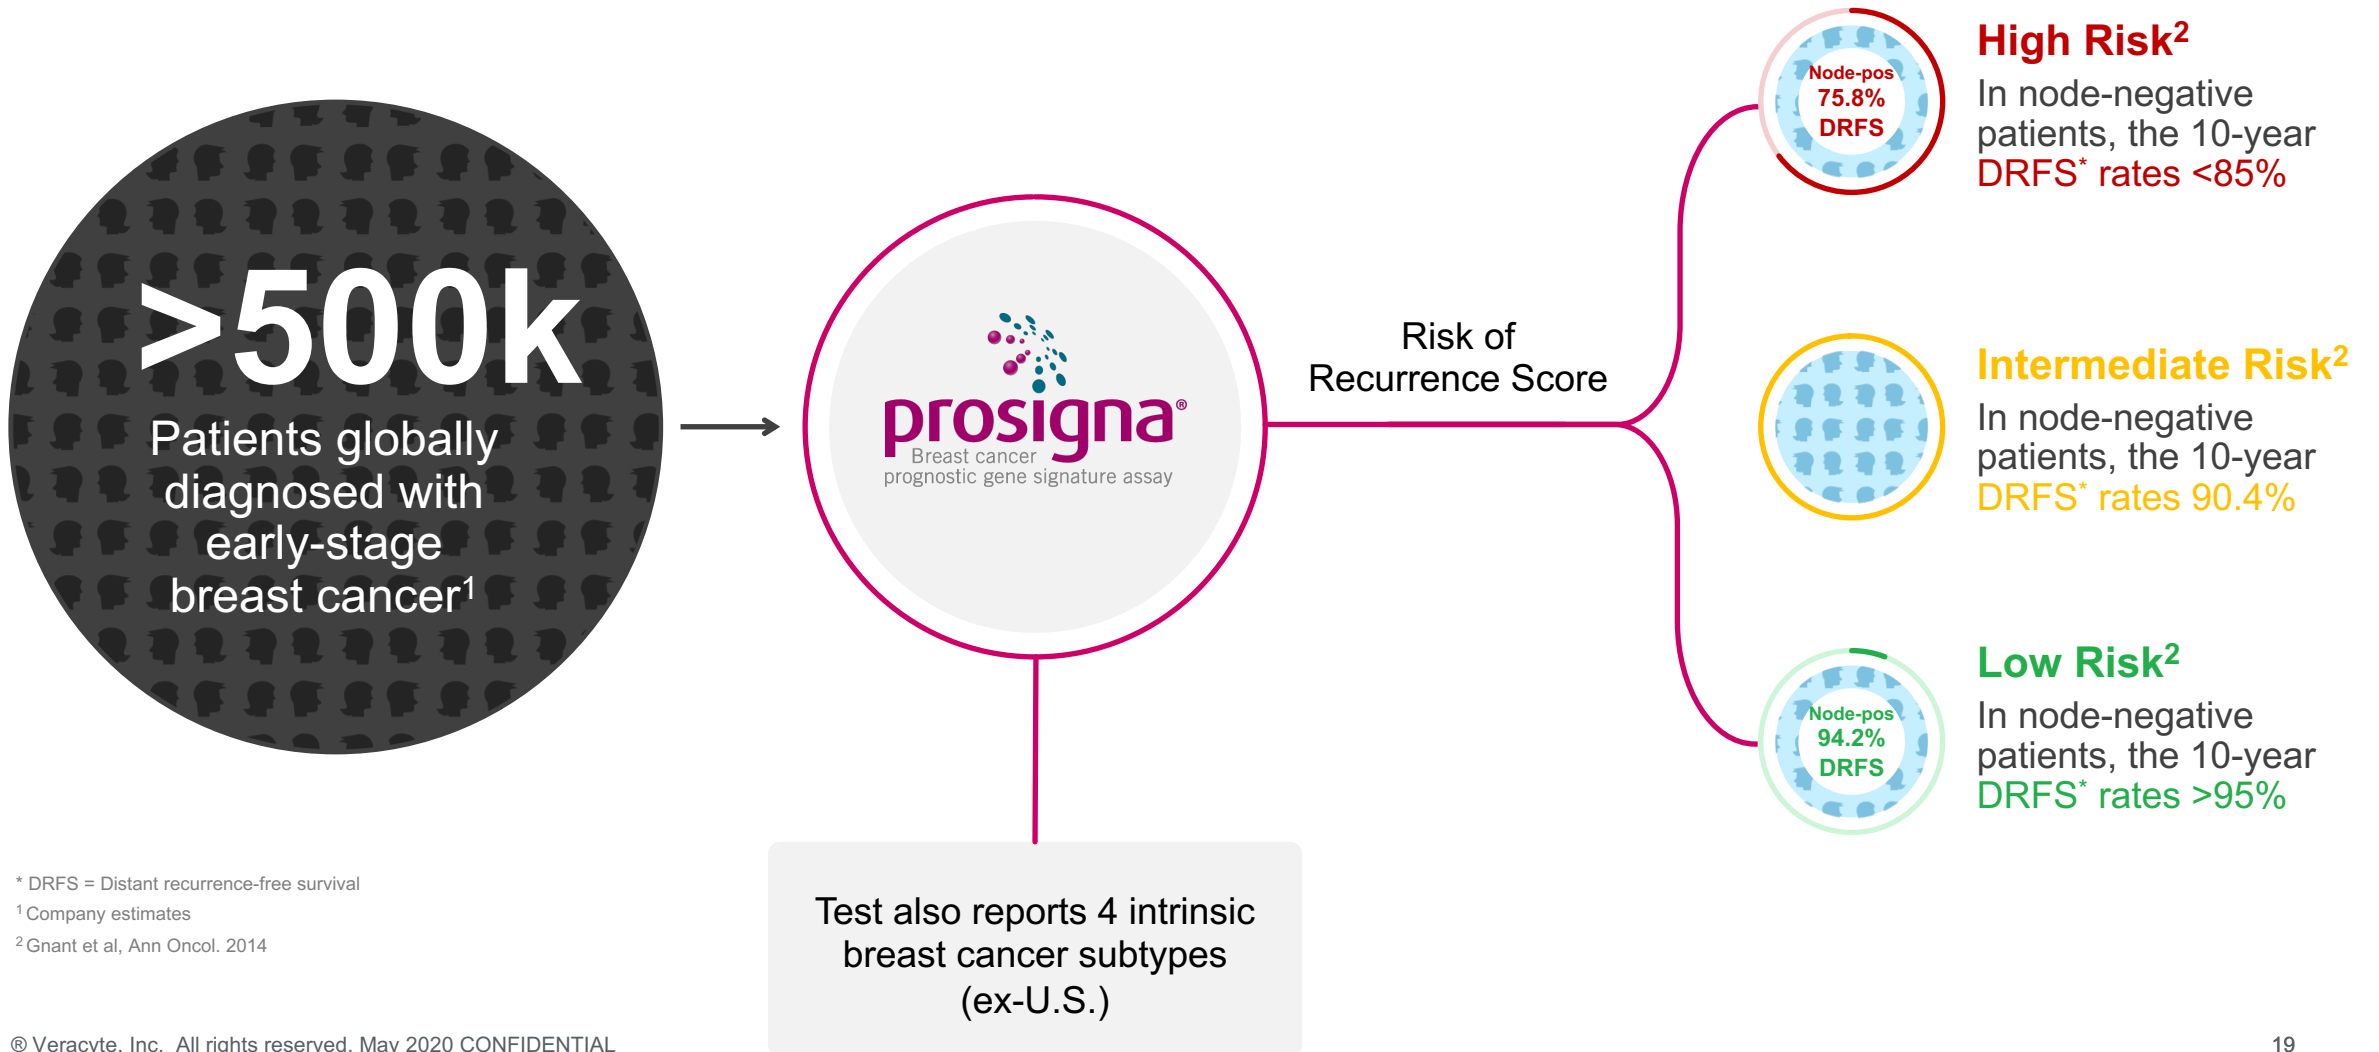 >500k
Patients globally
diagnosed with
early-stage
breast cancer1
prosigna®
Breast cancer
prognostic gene signature assay
Risk of
Recurrence Score
Node-pos
75.8%
DRFS
High Risk2
In node-negative
patients, the 10-year
DRFS* rates <85%
Intermediate Risk2
In node-negative
patients, the 10-year
DRFS* rates 90.4%
Node-pos
94.2%
DRFS
Low Risk2
In node-negative
patients, the 10-year
DRFS* rates >95%
Test also reports 4 intrinsic
breast cancer subtypes
(ex-U.S.)
* DRFS = Distant recurrence-free survival
1 Company estimates
2 Gnant et al, Ann Oncol. 2014
® Veracyte, Inc. All rights reserved. May 2020 CONFIDENTIAL
19